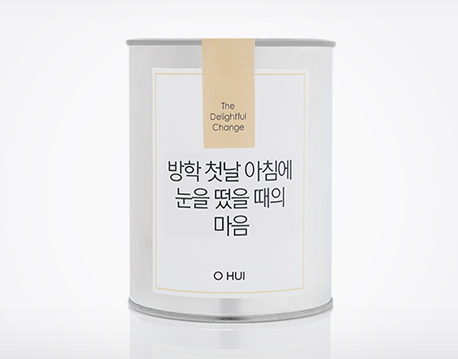 The
Delightful
Change
방학 첫날 아침에
눈을 떴을 때의
마음
O HUI